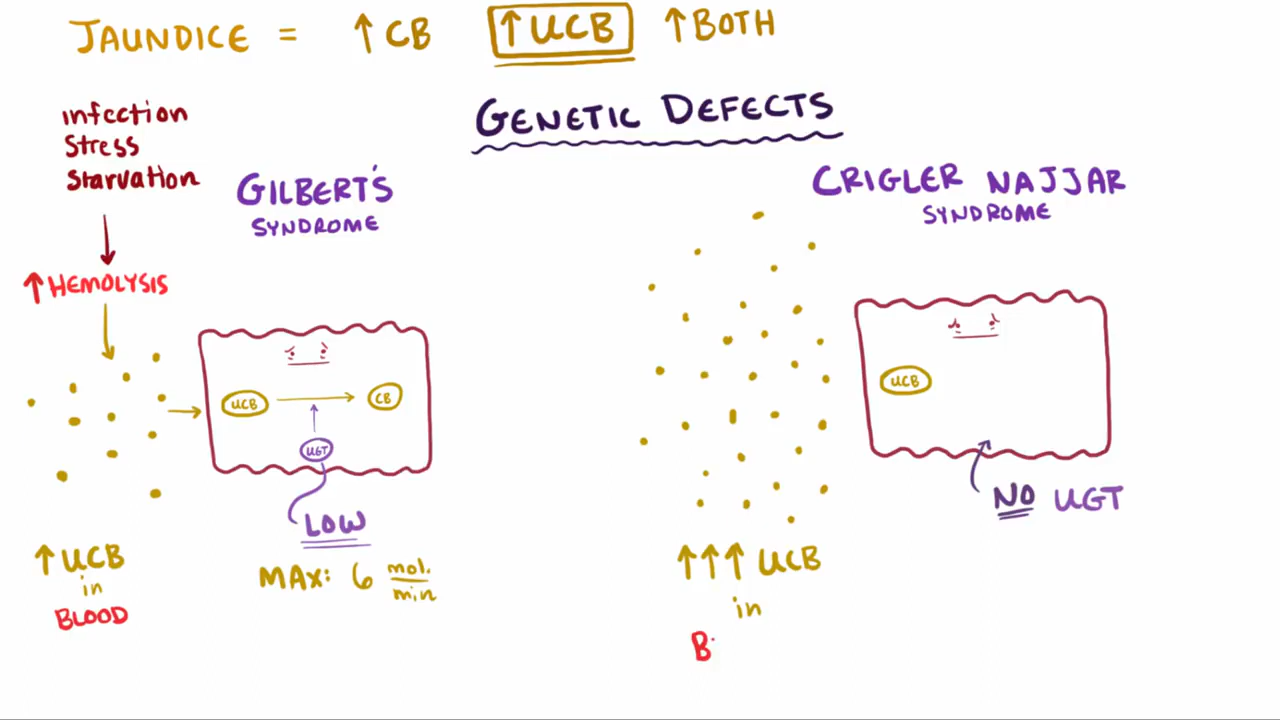 JAUNDICE = ↑CB ↑UCB ↑BOTH
GENETIC DEFECTS
Infection
Stress
Starvation
↑HEMOLYSIS
GILBERT'S
SYNDROME
UCB → CB
UGT
LOW
MAX: 6 mol./min
↑UCB
in
BLOOD
CRIGLER NAJJAR
SYNDROME
UCB
NO UGT
↑↑↑ UCB
in
B